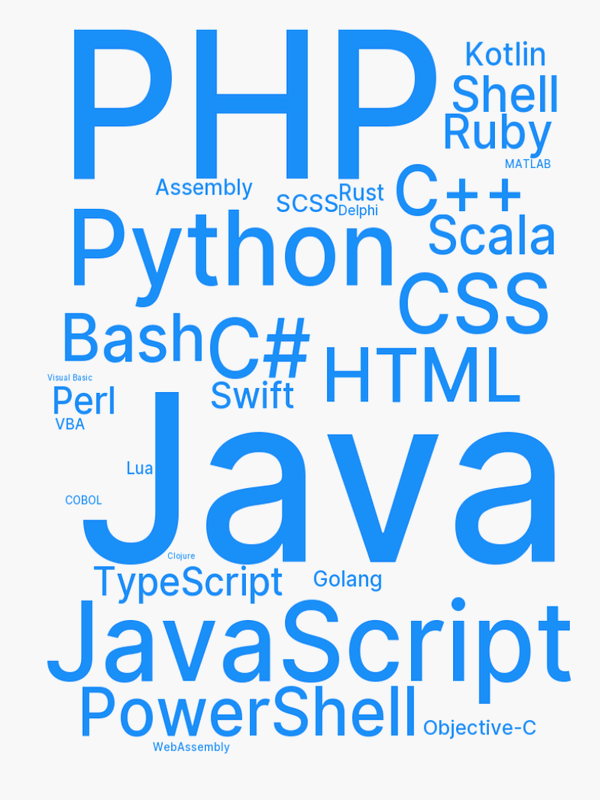 PHP
Kotlin
Shell
Ruby
MATLAB
Assembly
SCSS
Rust
Delphi
C++
Scala
Python
CSS
Bash
C#
HTML
Visual Basic
Perl
Swift
VBA
Java
Lua
COBOL
Clojure
TypeScript
Golang
JavaScript
PowerShell
Objective-C
WebAssembly